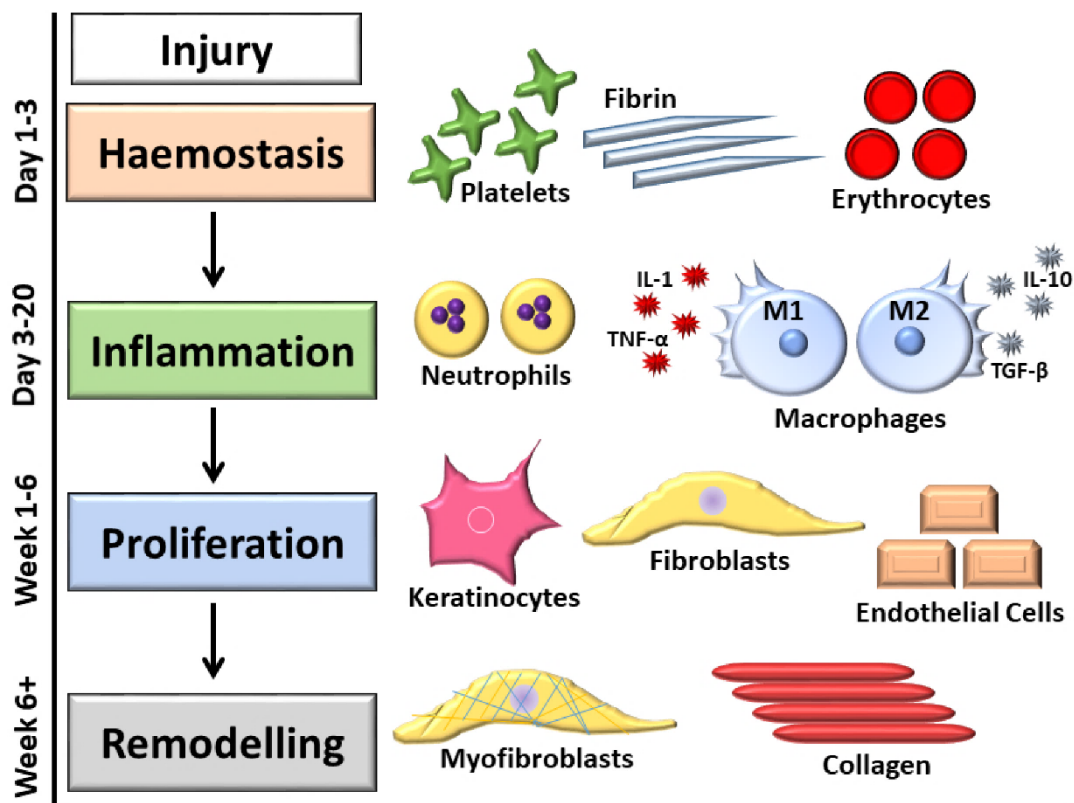 Injury
Day 1-3
Haemostasis
Platelets
Fibrin
Erythrocytes
Day 3-20
Inflammation
Neutrophils
IL-1
TNF-α
M1
M2
IL-10
TGF-β
Macrophages
Week 1-6
Proliferation
Keratinocytes
Fibroblasts
Endothelial Cells
Week 6+
Remodelling
Myofibroblasts
Collagen